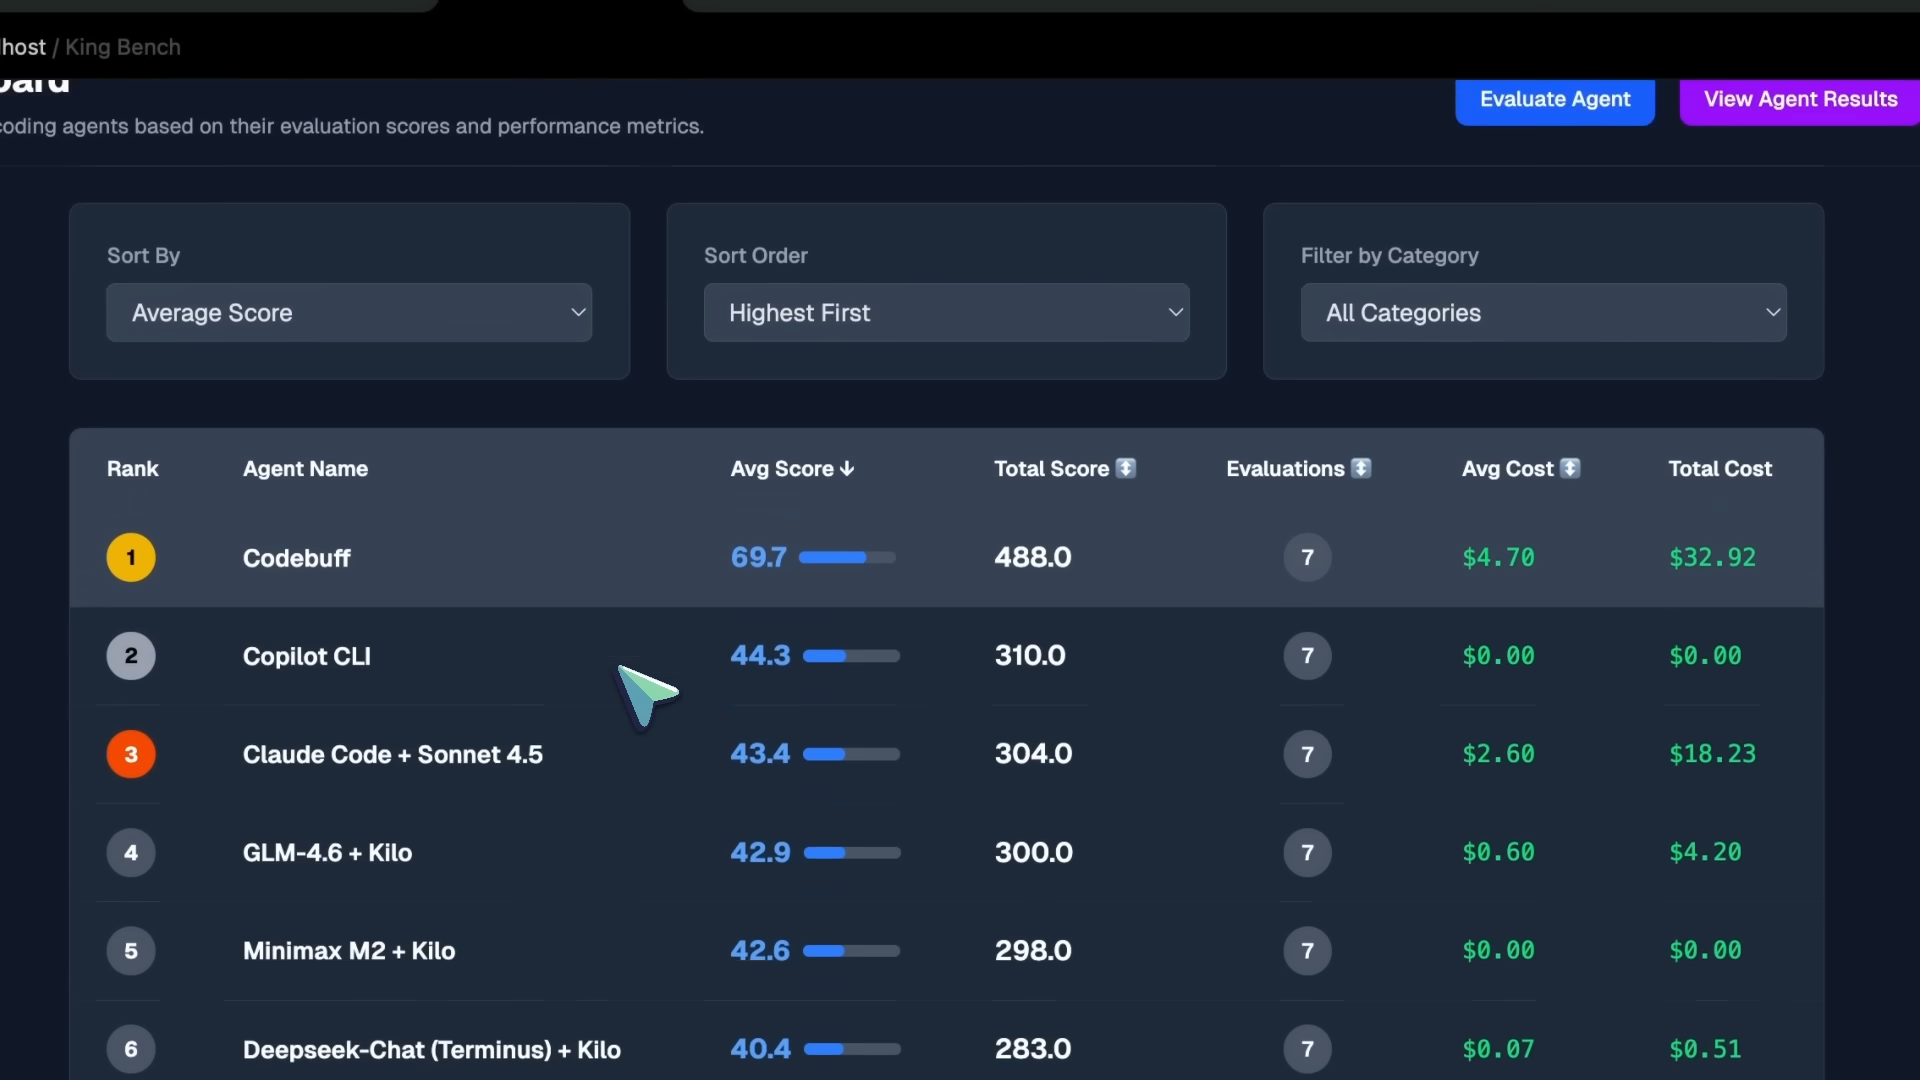 / King Bench
coding agents based on their evaluation scores and performance metrics.
Evaluate Agent
View Agent Results
Sort By
Average Score
Sort Order
Highest First
Filter by Category
All Categories
Rank Agent Name Avg Score ↓ Total Score ↕ Evaluations ↕ Avg Cost ↕ Total Cost
1 Codebuff 69.7 488.0 7 $4.70 $32.92
2 Copilot CLI 44.3 310.0 7 $0.00 $0.00
3 Claude Code + Sonnet 4.5 43.4 304.0 7 $2.60 $18.23
4 GLM-4.6 + Kilo 42.9 300.0 7 $0.60 $4.20
5 Minimax M2 + Kilo 42.6 298.0 7 $0.00 $0.00
6 Deepseek-Chat (Terminus) + Kilo 40.4 283.0 7 $0.07 $0.51